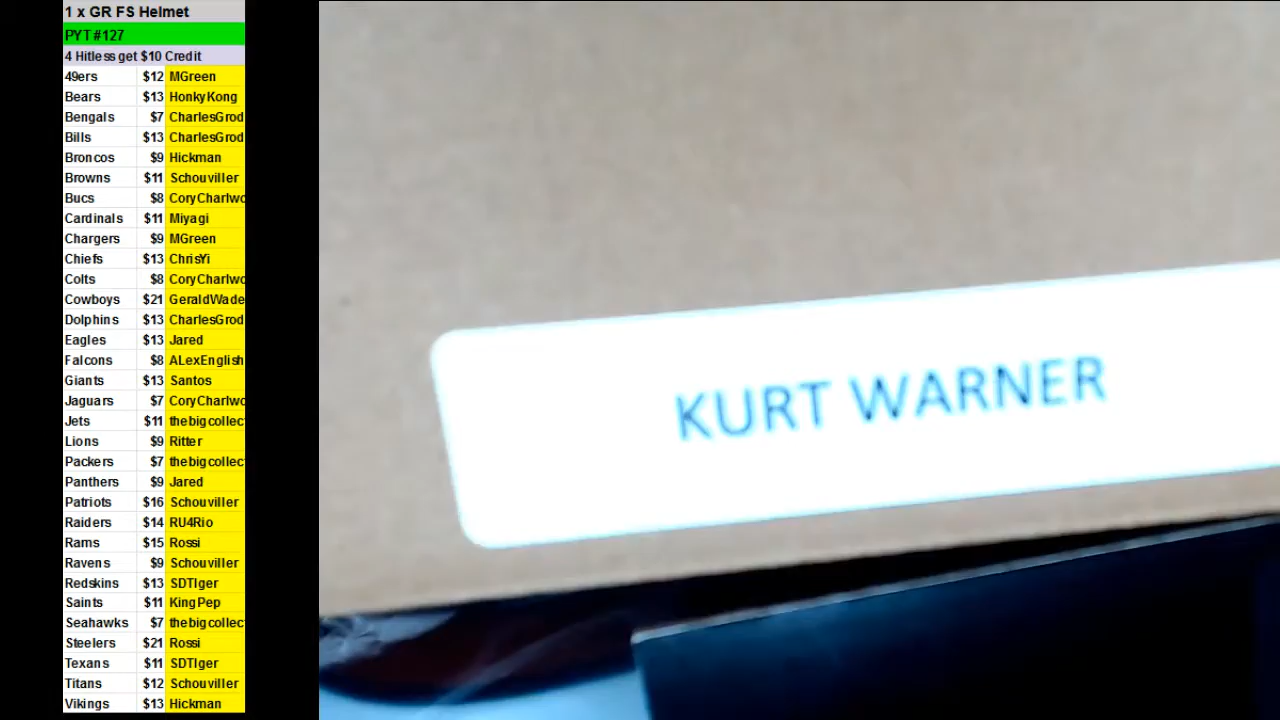 1 x GR FS Helmet
PYT #127
4 Hitless get $10 Credit
49ers $12 MGreen
Bears $13 HonkyKong
Bengals $7 CharlesGrod
Bills $13 CharlesGrod
Broncos $9 Hickman
Browns $11 Schouviller
Bucs $8 CoryCharlwo
Cardinals $11 Miyagi
Chargers $9 MGreen
Chiefs $13 ChrisYi
Colts $8 CoryCharlwo
Cowboys $21 GeraldWade
Dolphins $13 CharlesGrod
Eagles $13 Jared
Falcons $8 ALexEnglish
Giants $13 Santos
Jaguars $7 CoryCharlwo
Jets $11 thebigcollec
Lions $9 Ritter
Packers $7 thebigcollec
Panthers $9 Jared
Patriots $16 Schouviller
Raiders $14 RU4Rio
Rams $15 Rossi
Ravens $9 Schouviller
Redskins $13 SDTIger
Saints $11 KingPep
Seahawks $7 thebigcollec
Steelers $21 Rossi
Texans $11 SDTIger
Titans $12 Schouviller
Vikings $13 Hickman
KURT WARNER